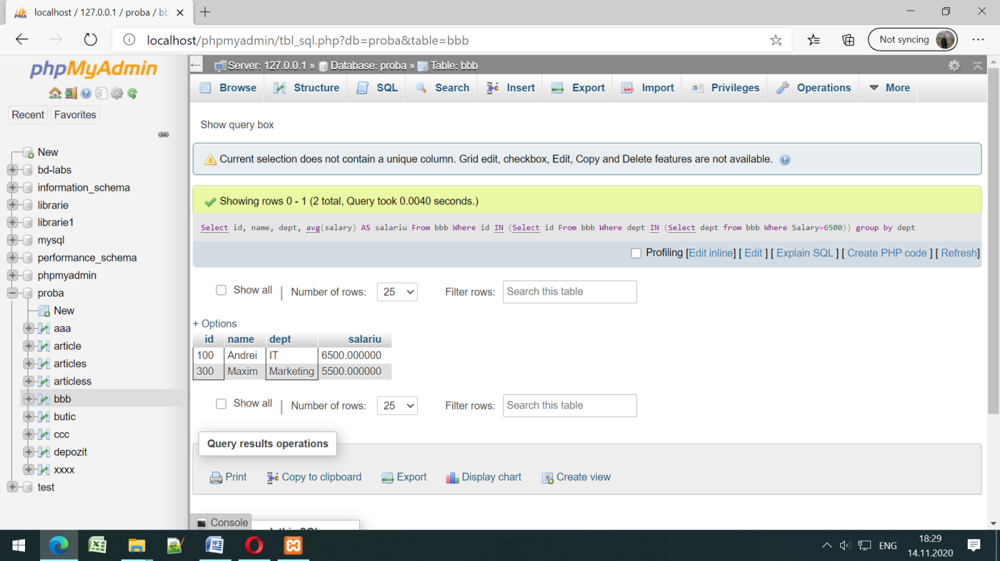 localhost / 127.0.0.1 / proba / bb
localhost/phpmyadmin/tbl_sql.php?db=proba&table=bbb
Not syncing
phpMyAdmin
Recent
Favorites
New
bd-labs
information_schema
librarie
librarie1
mysql
performance_schema
phpmyadmin
proba
New
aaa
article
articles
articless
bbb
butic
ccc
depozit
xxxx
test
Server: 127.0.0.1 » Database: proba » Table: bbb
Browse
Structure
SQL
Search
Insert
Export
Import
Privileges
Operations
More
Show query box
Current selection does not contain a unique column. Grid edit, checkbox, Edit, Copy and Delete features are not available.
Showing rows 0 - 1 (2 total, Query took 0.0040 seconds.)
Select id, name, dept, avg(salary) AS salariu From bbb Where id IN (Select id From bbb Where dept IN (Select dept from bbb Where Salary=6500)) group by dept
Profiling [Edit inline] [ Edit ] [ Explain SQL ] [ Create PHP code ] [ Refresh]
Show all | Number of rows: 25 Filter rows: Search this table
+ Options
id name dept salariu
100 Andrei IT 6500.000000
300 Maxim Marketing 5500.000000
Show all | Number of rows: 25 Filter rows: Search this table
Query results operations
Print
Copy to clipboard
Export
Display chart
Create view
Console
ENG
18:29
14.11.2020